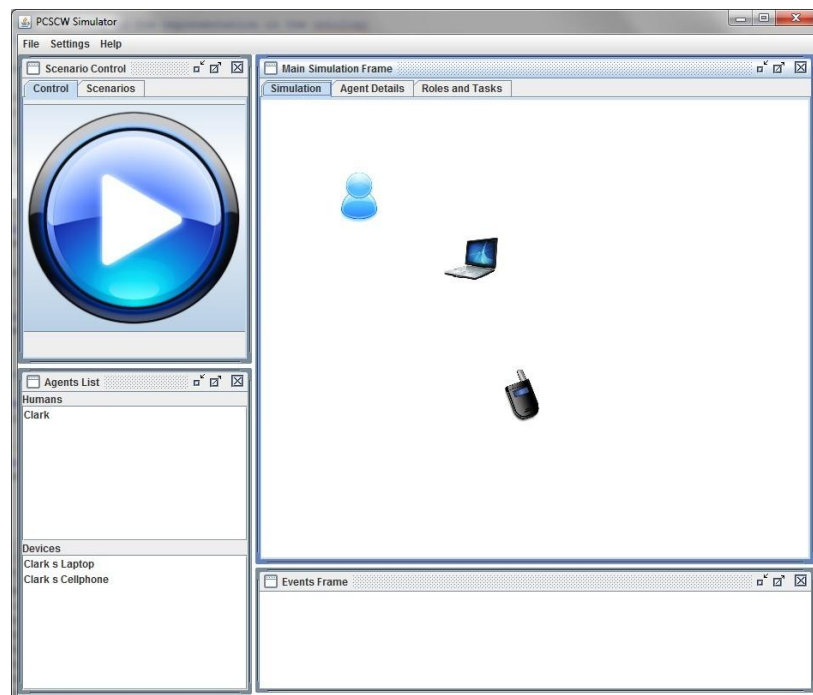 PCSCW Simulator
File Settings Help
Scenario Control
Control Scenarios
Main Simulation Frame
Simulation Agent Details Roles and Tasks
Agents List
Humans
Clark
Devices
Clark s Laptop
Clark s Cellphone
Events Frame